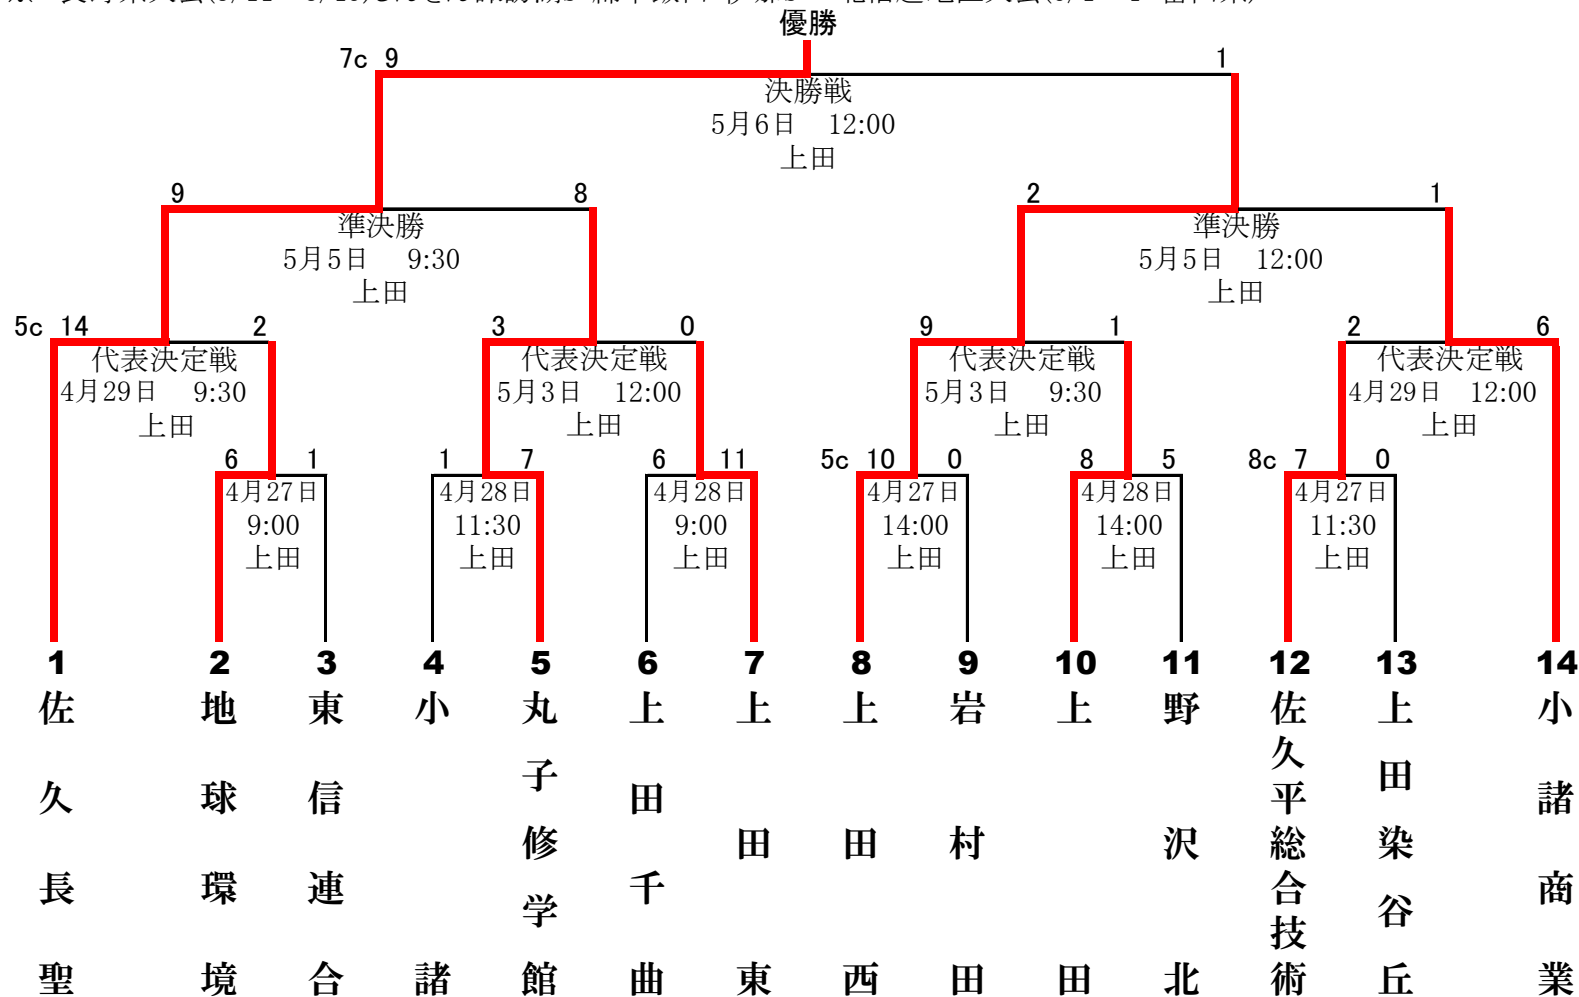 優勝
7c 9 1
決勝戦
5月6日 12:00
上田
9 8 2 1
準決勝 準決勝
5月5日 9:30 5月5日 12:00
上田 上田
5c 14 2 3 0 9 1 2 6
代表決定戦 代表決定戦 代表決定戦 代表決定戦
4月29日 9:30 5月3日 12:00 5月3日 9:30 4月29日 12:00
上田 上田 上田 上田
6 1 1 7 6 11 5c 10 0 8 5 8c 7 0
4月27日 4月28日 4月28日 4月27日 4月28日 4月27日
9:00 11:30 9:00 14:00 14:00 11:30
上田 上田 上田 上田 上田 上田
1 2 3 4 5 6 7 8 9 10 11 12 13 14
佐久長聖
地球環境
東信連合
小諸
丸子修学館
上田千曲
上田東
上田西
岩村田
上田
野沢北
佐久平総合技術
上田染谷丘
小諸商業